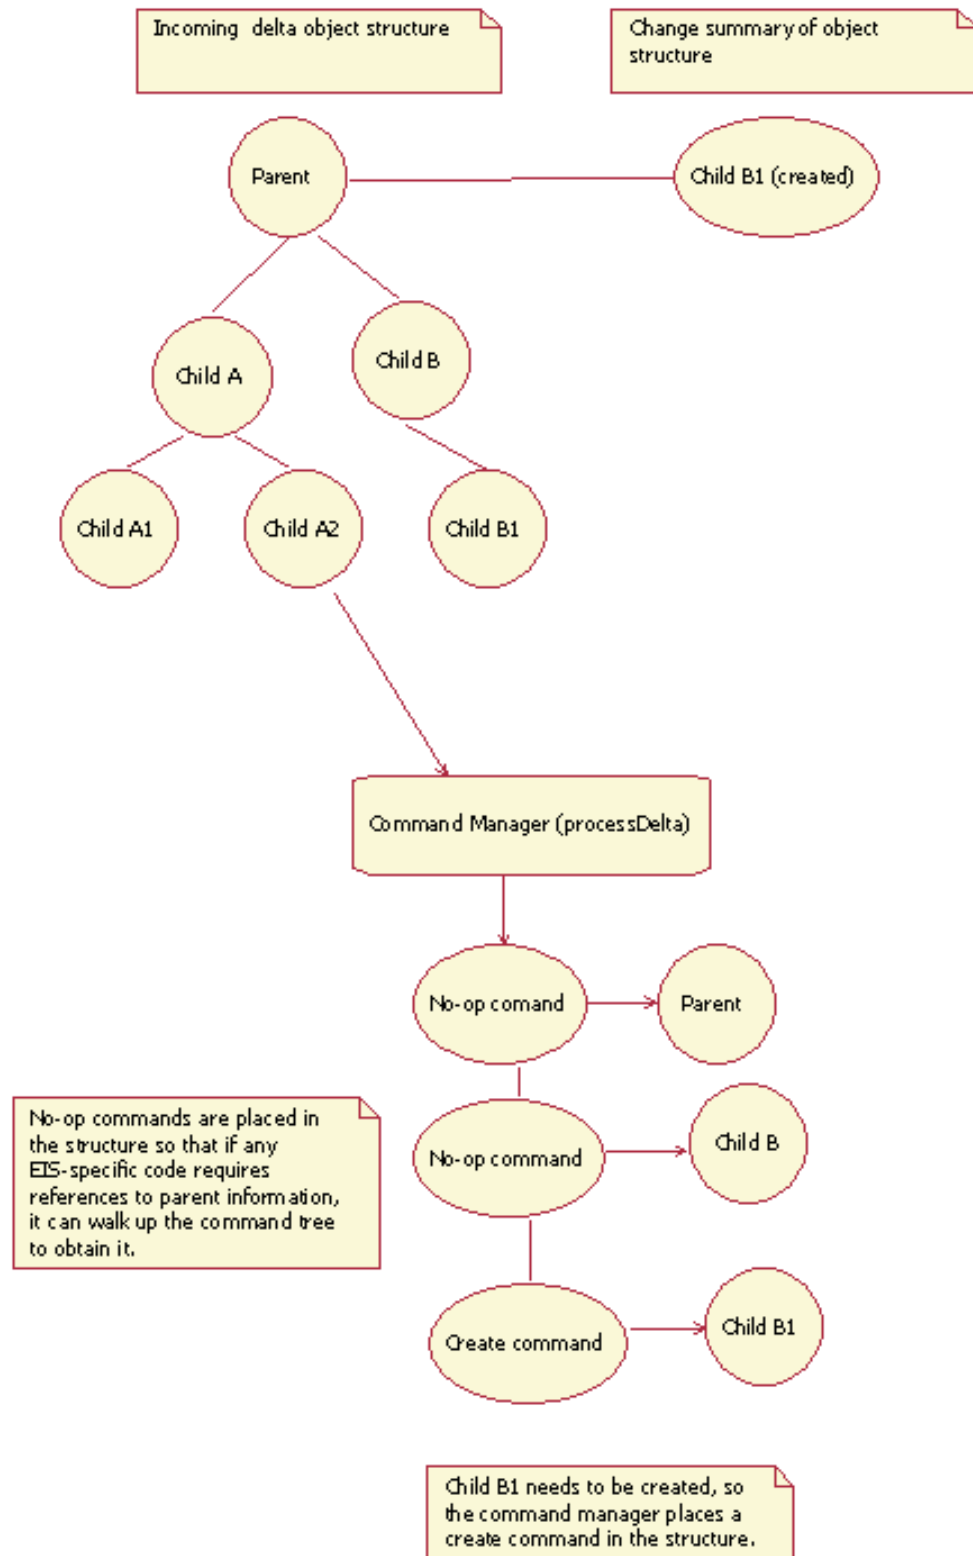 Incoming delta object structure
Change summary of object
structure
Parent
Child B1 (created)
Child A
Child B
Child A1
Child A2
Child B1
Command Manager (processDelta)
No-op comand
Parent
No-op commands are placed in
the structure so that if any
EIS-specific code requires
references to parent information,
it can walk up the command tree
to obtain it.
No-op command
Child B
Create command
Child B1
Child B1 needs to be created, so
the command manager places a
create command in the structure.